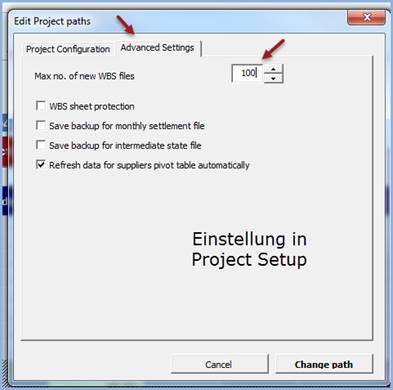 Edit Project paths
Project Configuration Advanced Settings
Max no. of new WBS files 100
WBS sheet protection
Save backup for monthly settlement file
Save backup for intermediate state file
Refresh data for suppliers pivot table automatically
Einstellung in
Project Setup
Cancel Change path